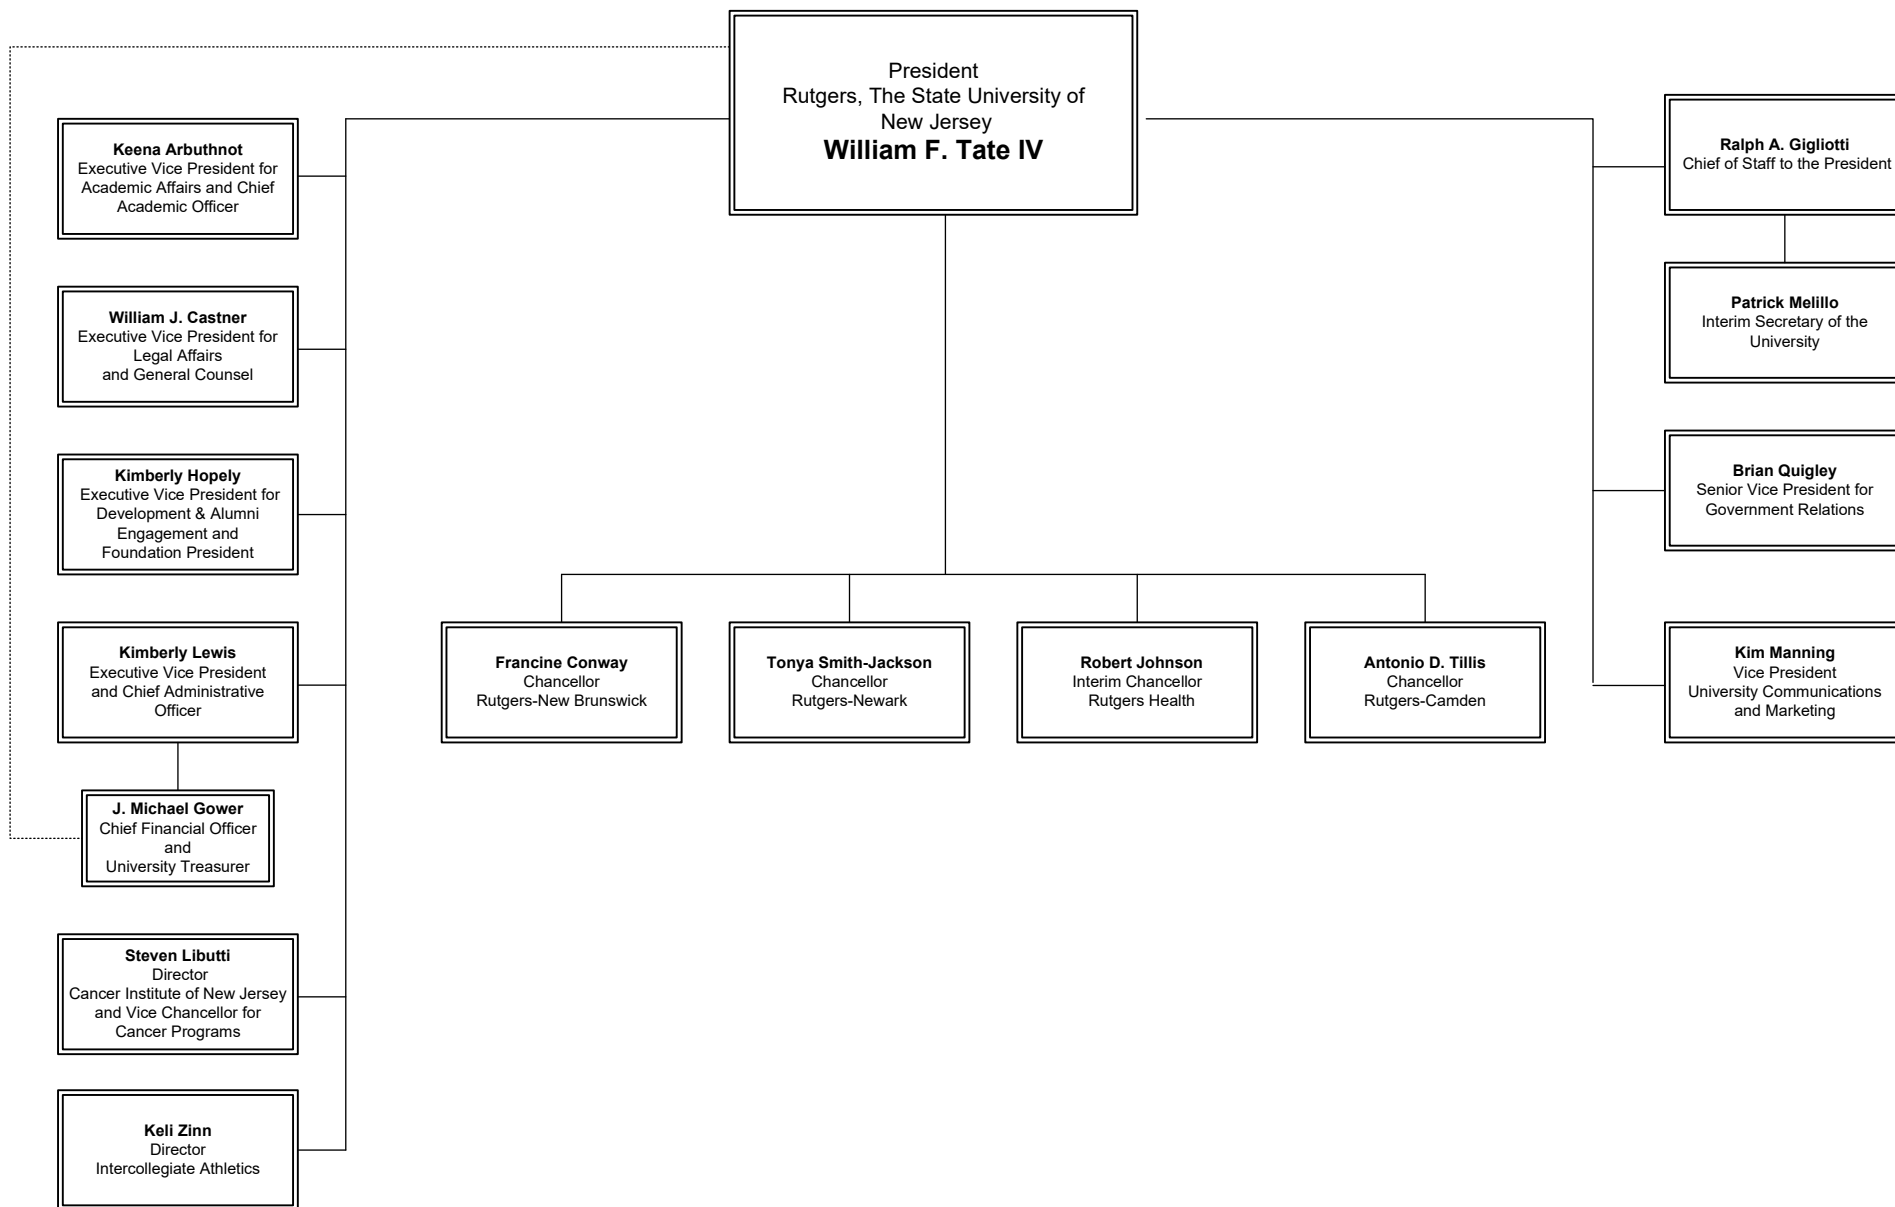 President
Rutgers, The State University of
New Jersey
William F. Tate IV
Keena Arbuthnot
Executive Vice President for
Academic Affairs and Chief
Academic Officer
William J. Castner
Executive Vice President for
Legal Affairs
and General Counsel
Kimberly Hopely
Executive Vice President for
Development & Alumni
Engagement and
Foundation President
Kimberly Lewis
Executive Vice President
and Chief Administrative
Officer
J. Michael Gower
Chief Financial Officer
and
University Treasurer
Steven Libutti
Director
Cancer Institute of New Jersey
and Vice Chancellor for
Cancer Programs
Keli Zinn
Director
Intercollegiate Athletics
Francine Conway
Chancellor
Rutgers-New Brunswick
Tonya Smith-Jackson
Chancellor
Rutgers-Newark
Robert Johnson
Interim Chancellor
Rutgers Health
Antonio D. Tillis
Chancellor
Rutgers-Camden
Ralph A. Gigliotti
Chief of Staff to the President
Patrick Melillo
Interim Secretary of the
University
Brian Quigley
Senior Vice President for
Government Relations
Kim Manning
Vice President
University Communications
and Marketing